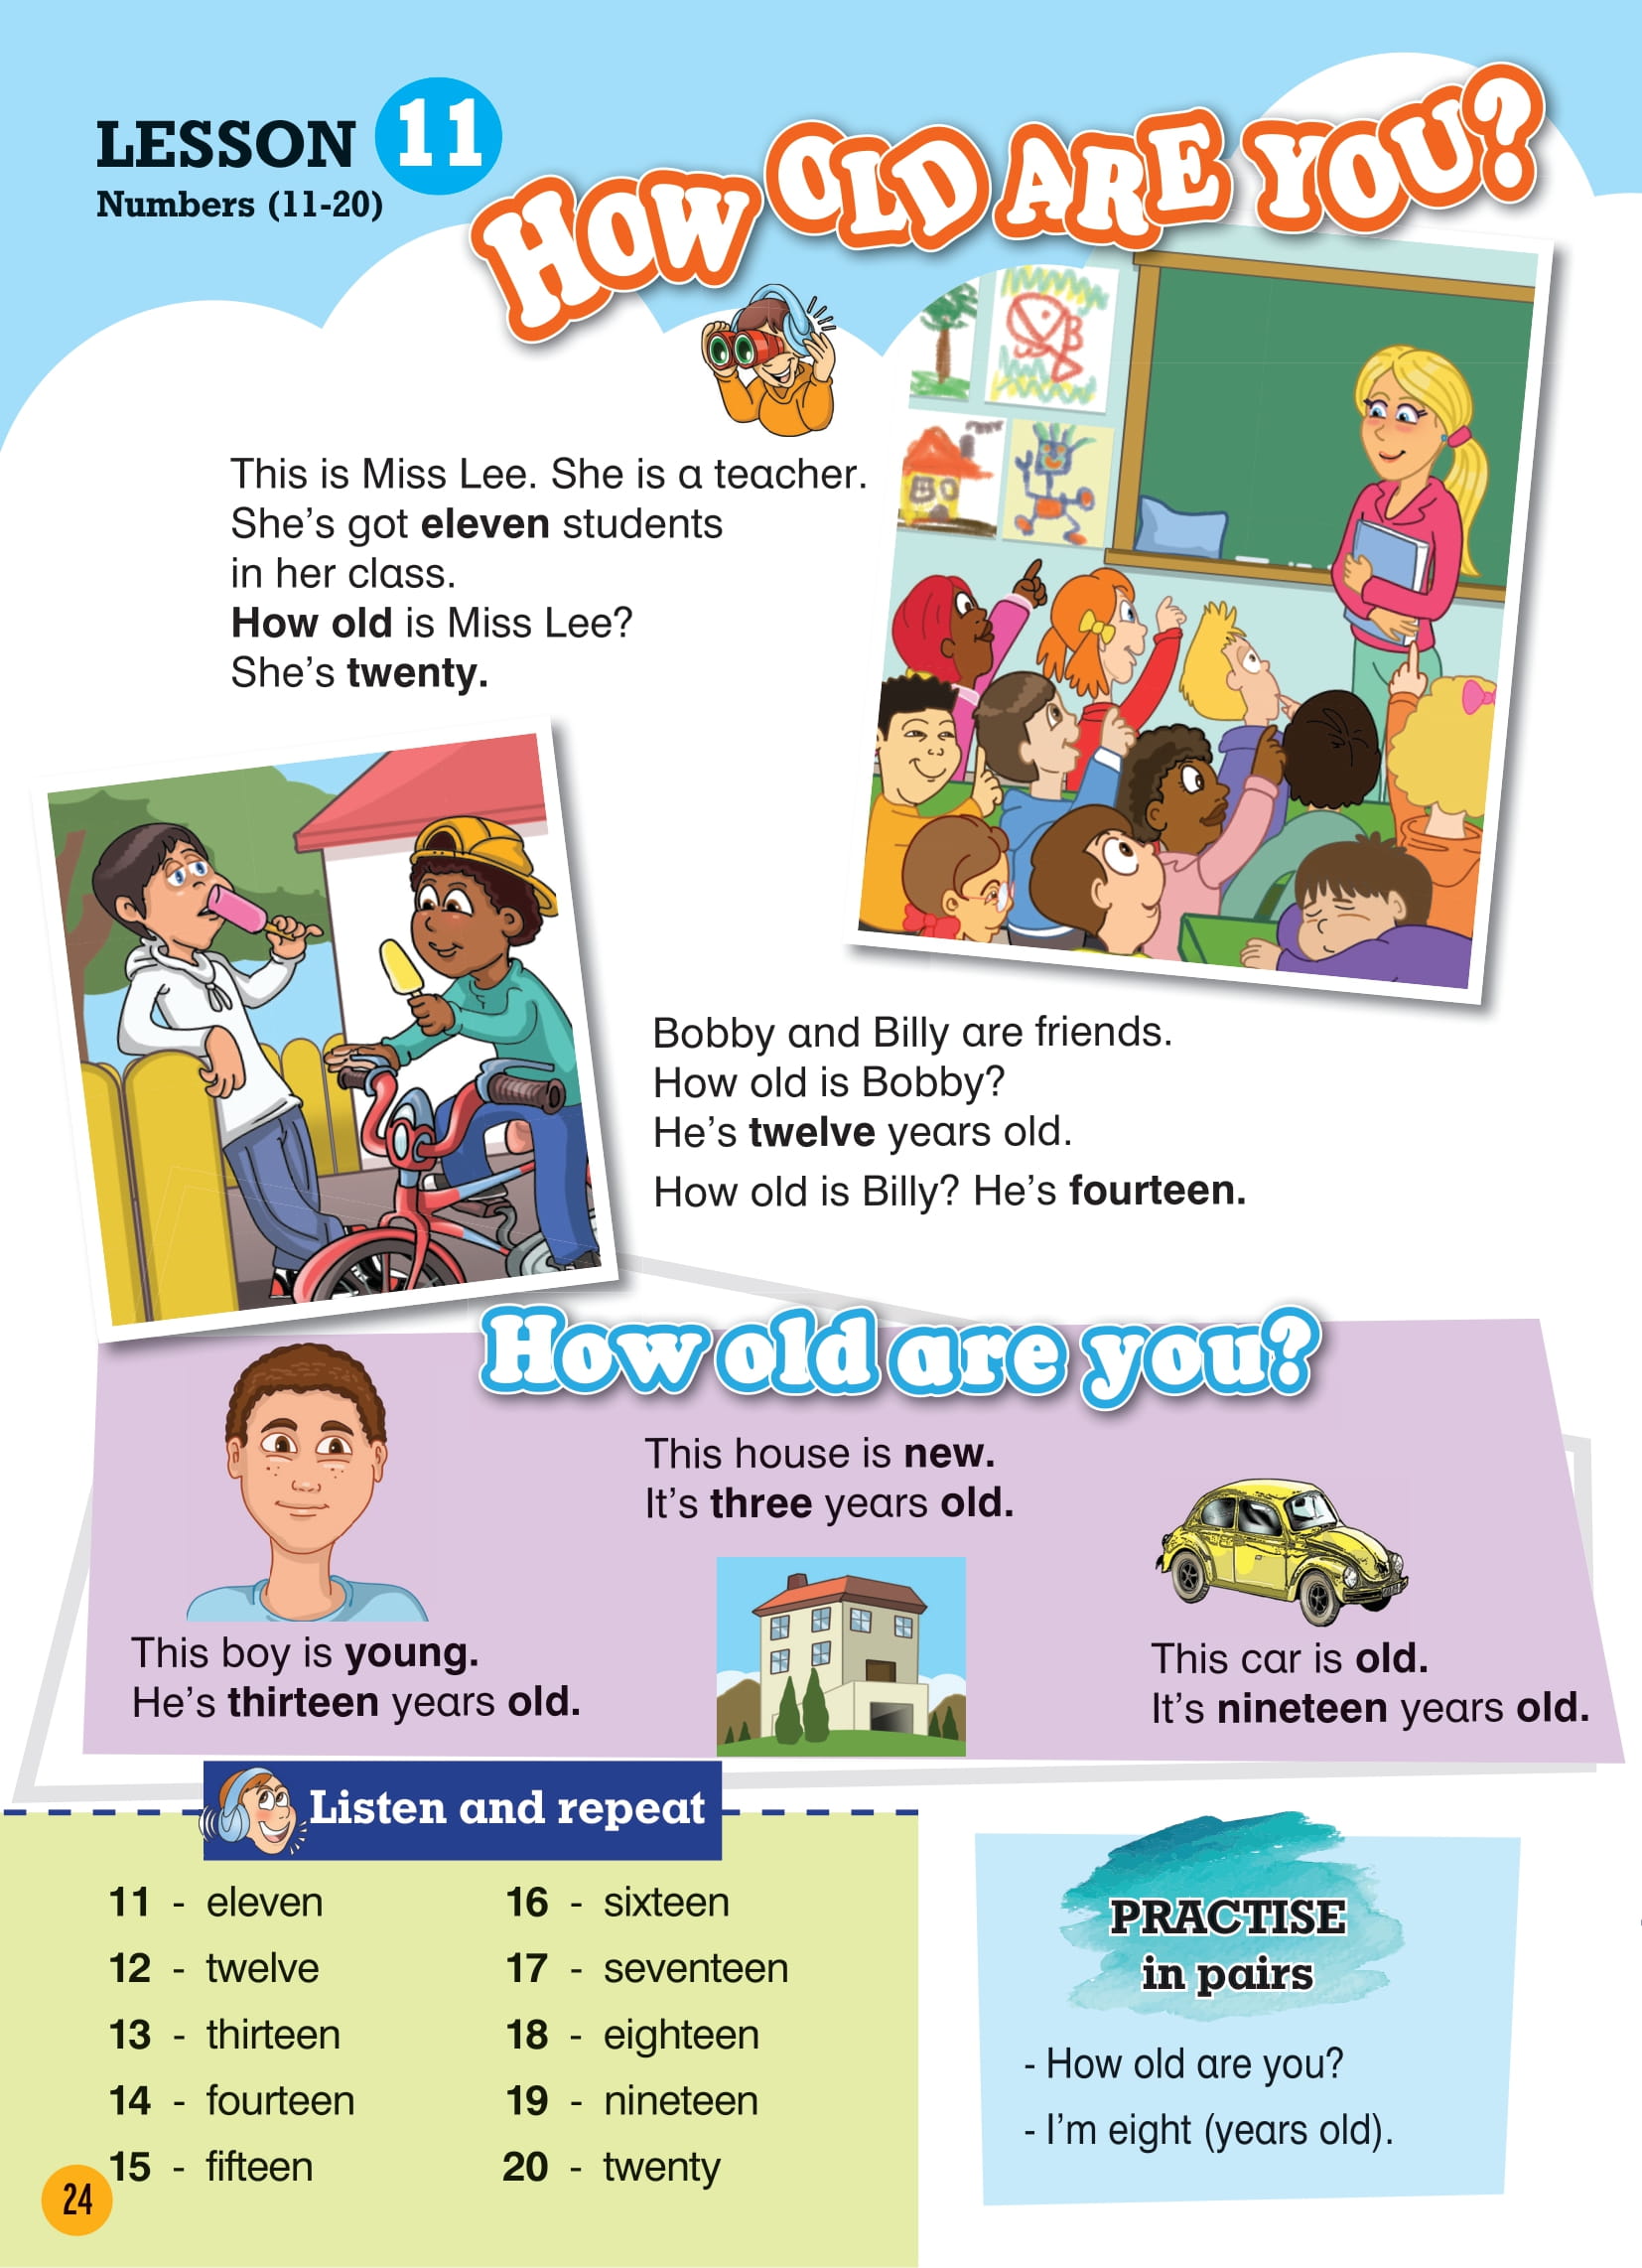 LESSON 11
Numbers (11-20)
HOW OLD ARE YOU?
This is Miss Lee. She is a teacher.
She's got eleven students
in her class.
How old is Miss Lee?
She's twenty.
Bobby and Billy are friends.
How old is Bobby?
He's twelve years old.
How old is Billy? He's fourteen.
How old are you?
This boy is young.
He's thirteen years old.
This house is new.
It's three years old.
This car is old.
It's nineteen years old.
Listen and repeat
11 - eleven
12 - twelve
13 - thirteen
14 - fourteen
15 - fifteen
16 - sixteen
17 - seventeen
18 - eighteen
19 - nineteen
20 - twenty
PRACTISE
in pairs
- How old are you?
- I'm eight (years old).
24